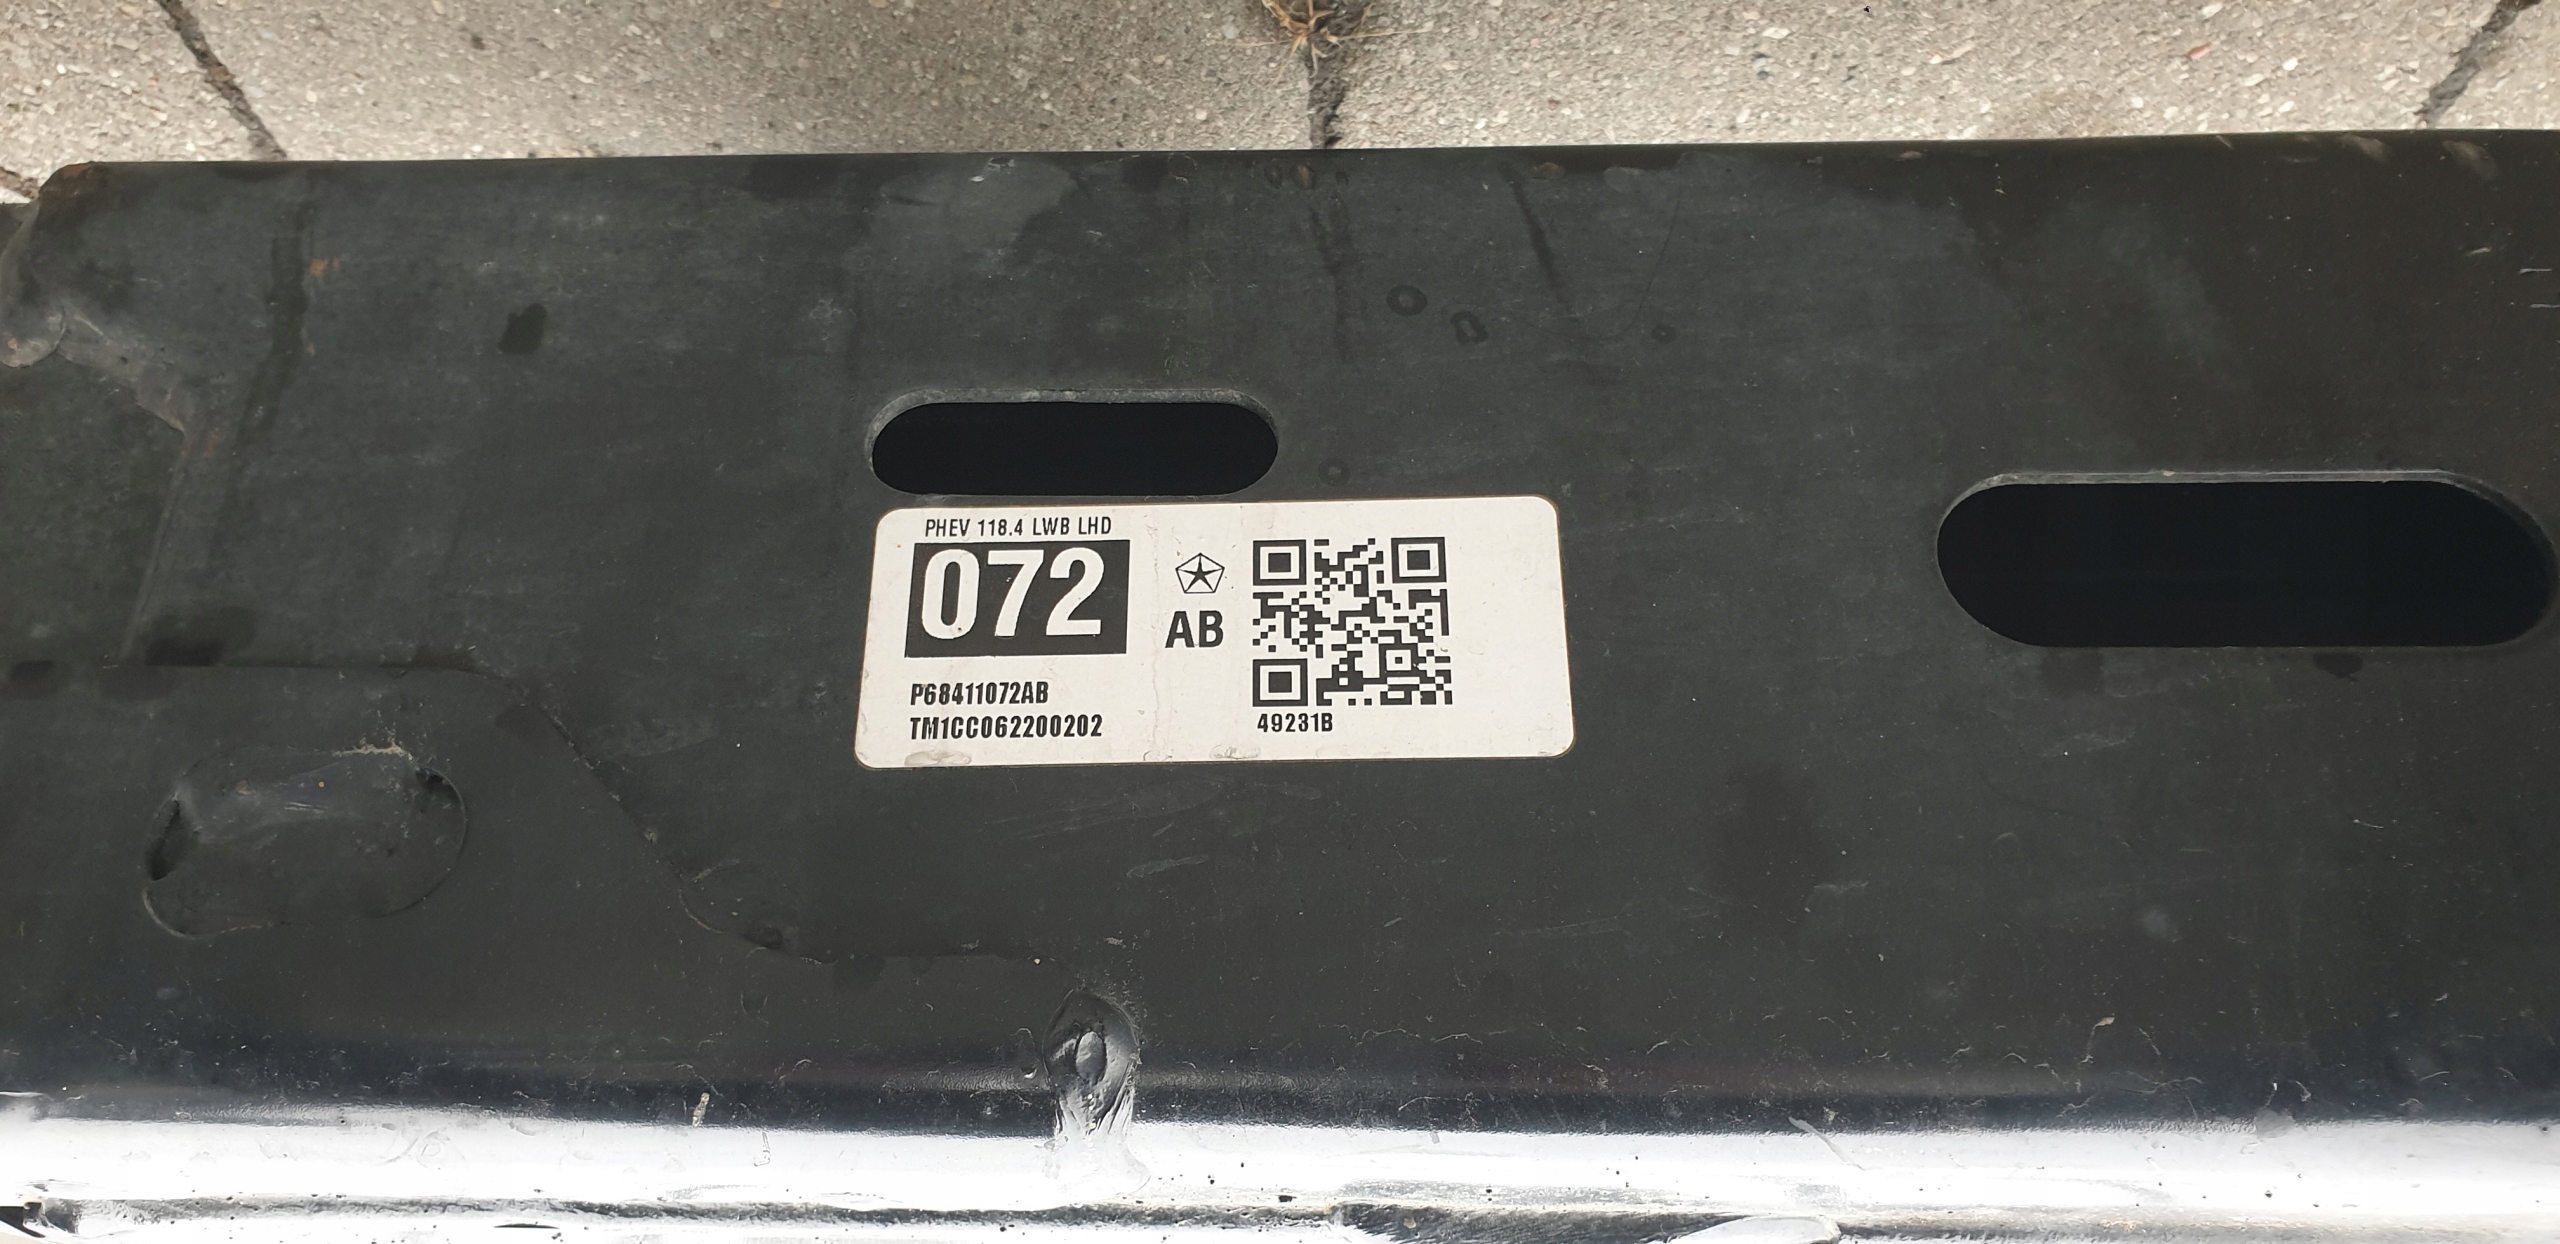 PHEV 118.4 LWB LHD
072
AB
P68411072AB
TM1CC062200202
49231B